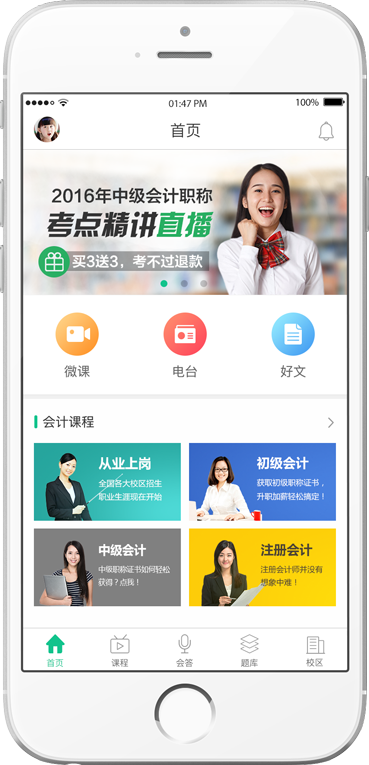 01:47 PM
100%
首页
2016年中级会计职称
考点精讲直播
买3送3，考不过退款
微课
电台
好文
会计课程
从业上岗
全国各大校区招生
职业生涯现在开始
初级会计
获取初级职称证书，
升职加薪轻松搞定！
中级会计
中级职称证书如何轻松
获得？点我！
注册会计
注册会计师并没有
想象中难！
首页
课程
会答
题库
校区